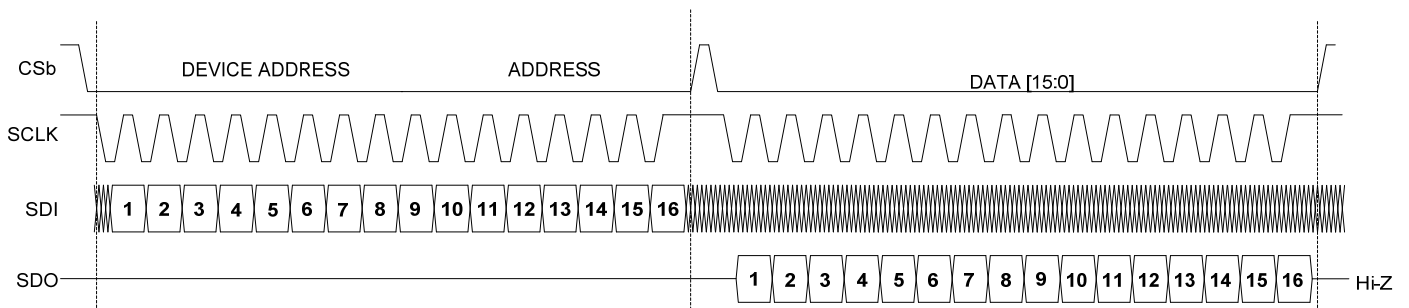 CSb DEVICE ADDRESS ADDRESS DATA [15:0]
SCLK
SDI 1 2 3 4 5 6 7 8 9 10 11 12 13 14 15 16
SDO 1 2 3 4 5 6 7 8 9 10 11 12 13 14 15 16 Hi-Z